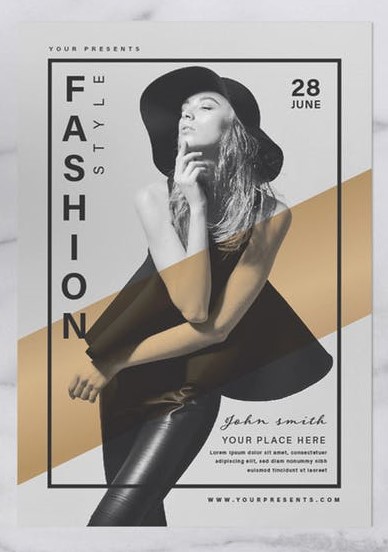 YOUR PRESENTS
FASHION
STYLE
28
JUNE
John smith
YOUR PLACE HERE
Lorem ipsum dolor sit amet, consectetuer
adipiscing elit, sed diam nonummy nibh
euismod tincidunt ut laoreet
WWW.YOURPRESENTS.COM